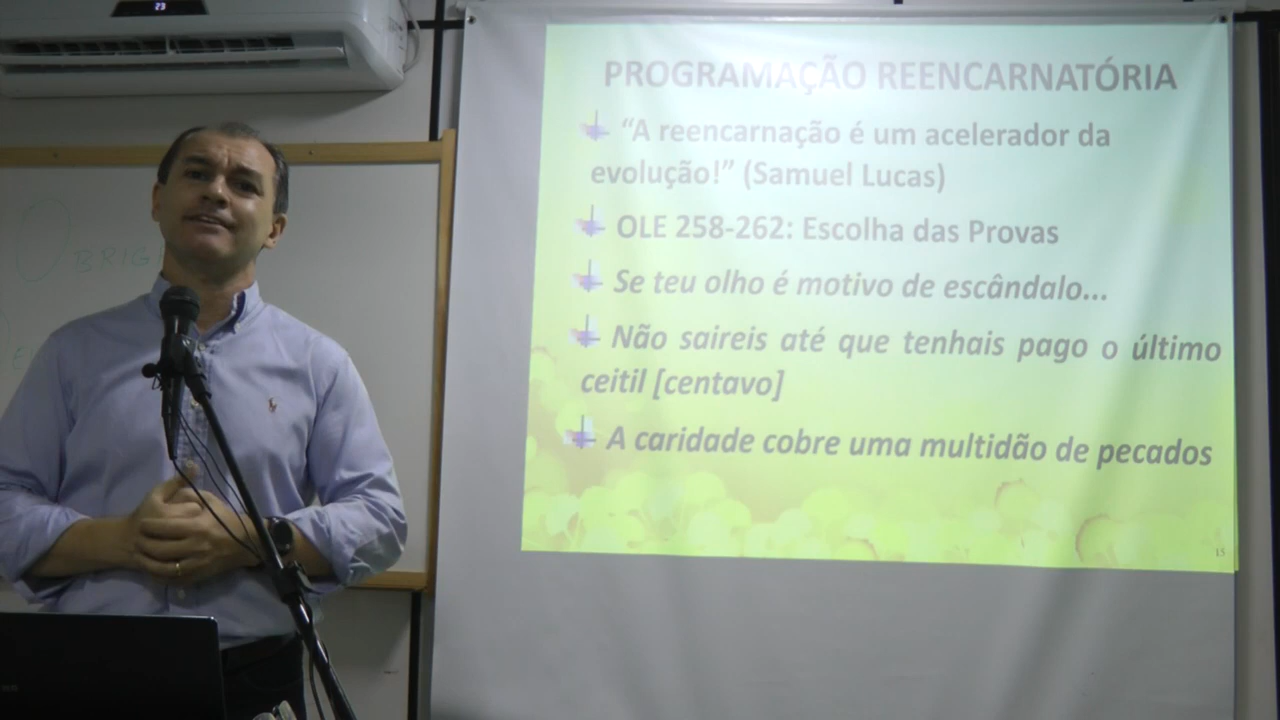 23
PROGRAMAÇÃO REENCARNATÓRIA
“A reencarnação é um acelerador da
evolução!” (Samuel Lucas)
OLE 258-262: Escolha das Provas
Se teu olho é motivo de escândalo...
Não saireis até que tenhais pago o último
ceitil [centavo]
A caridade cobre uma multidão de pecados
15